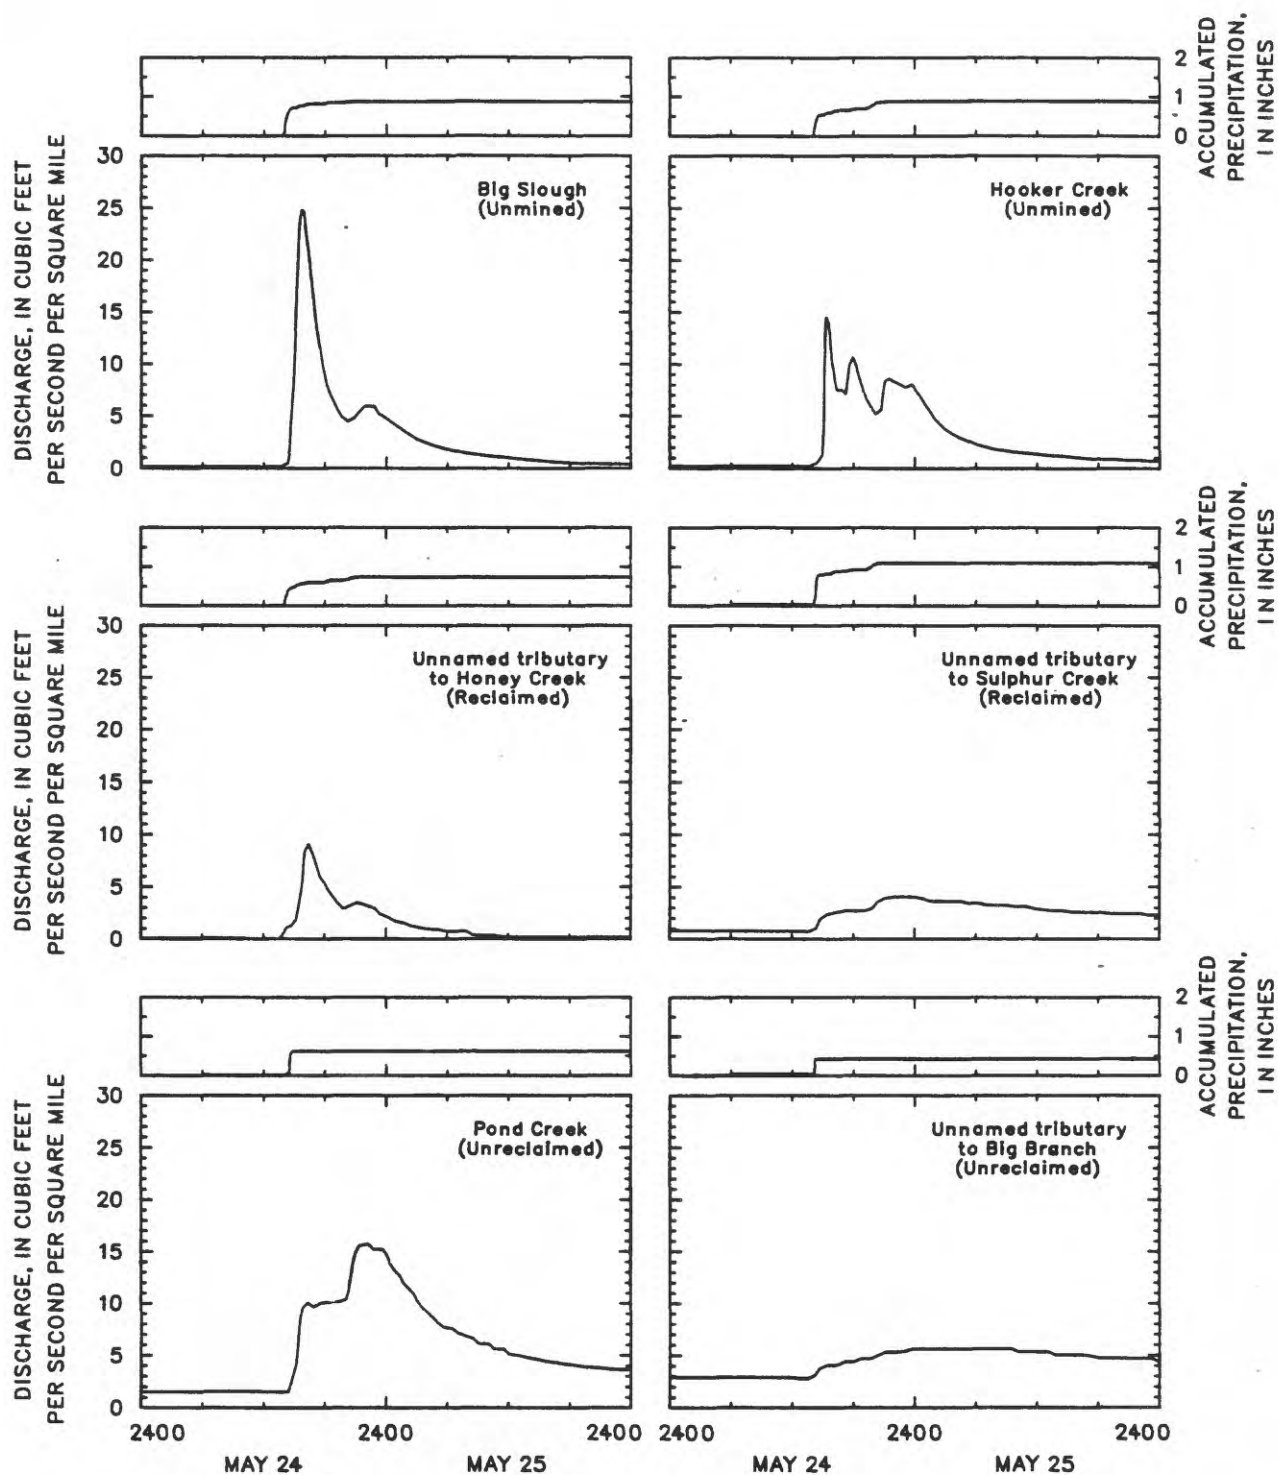 ACCUMULATED
PRECIPITATION,
IN INCHES
2
1
0
DISCHARGE, IN CUBIC FEET
PER SECOND PER SQUARE MILE
30
25
20
15
10
5
0
Big Slough
(Unmined)
Hooker Creek
(Unmined)
ACCUMULATED
PRECIPITATION,
IN INCHES
2
1
0
DISCHARGE, IN CUBIC FEET
PER SECOND PER SQUARE MILE
30
25
20
15
10
5
0
Unnamed tributary
to Honey Creek
(Reclaimed)
Unnamed tributary
to Sulphur Creek
(Reclaimed)
ACCUMULATED
PRECIPITATION,
IN INCHES
2
1
0
DISCHARGE, IN CUBIC FEET
PER SECOND PER SQUARE MILE
30
25
20
15
10
5
0
Pond Creek
(Unreclaimed)
Unnamed tributary
to Big Branch
(Unreclaimed)
2400 2400 2400 2400 2400 2400
MAY 24 MAY 25 MAY 24 MAY 25